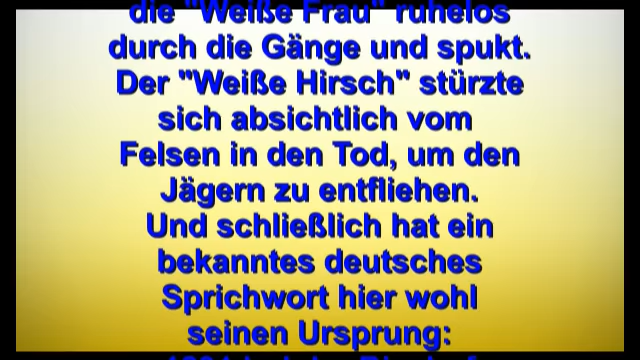 die "Weiße Frau" ruhelos
durch die Gänge und spukt.
Der "Weiße Hirsch" stürzte
sich absichtlich vom
Felsen in den Tod, um den
Jägern zu entfliehen.
Und schließlich hat ein
bekanntes deutsches
Sprichwort hier wohl
seinen Ursprung: